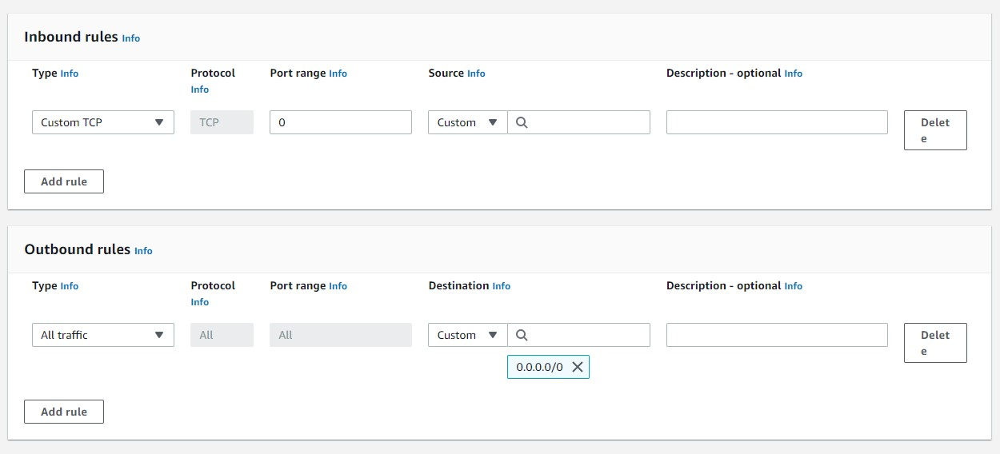 Inbound rules Info
Type Info Protocol Port range Info Source Info Description - optional Info
Info
Custom TCP TCP 0 Custom Delet
e
Add rule
Outbound rules Info
Type Info Protocol Port range Info Destination Info Description - optional Info
Info
All traffic All All Custom Delet
e
0.0.0.0/0
Add rule